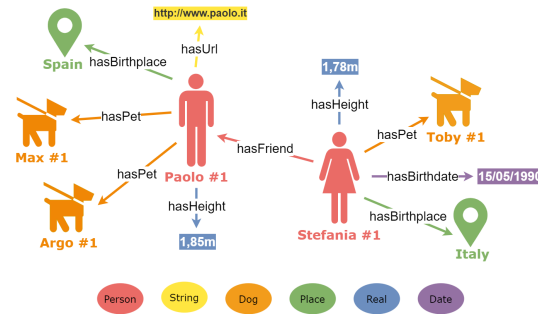 http://www.paolo.it
hasUrl
Spain
hasBirthplace
1,78m
hasHeight
hasPet
Max #1
hasPet
Toby #1
hasFriend
hasPet
Paolo #1
hasBirthdate
15/05/1990
hasHeight
hasBirthplace
Argo #1
1,85m
Stefania #1
Italy
Person
String
Dog
Place
Real
Date